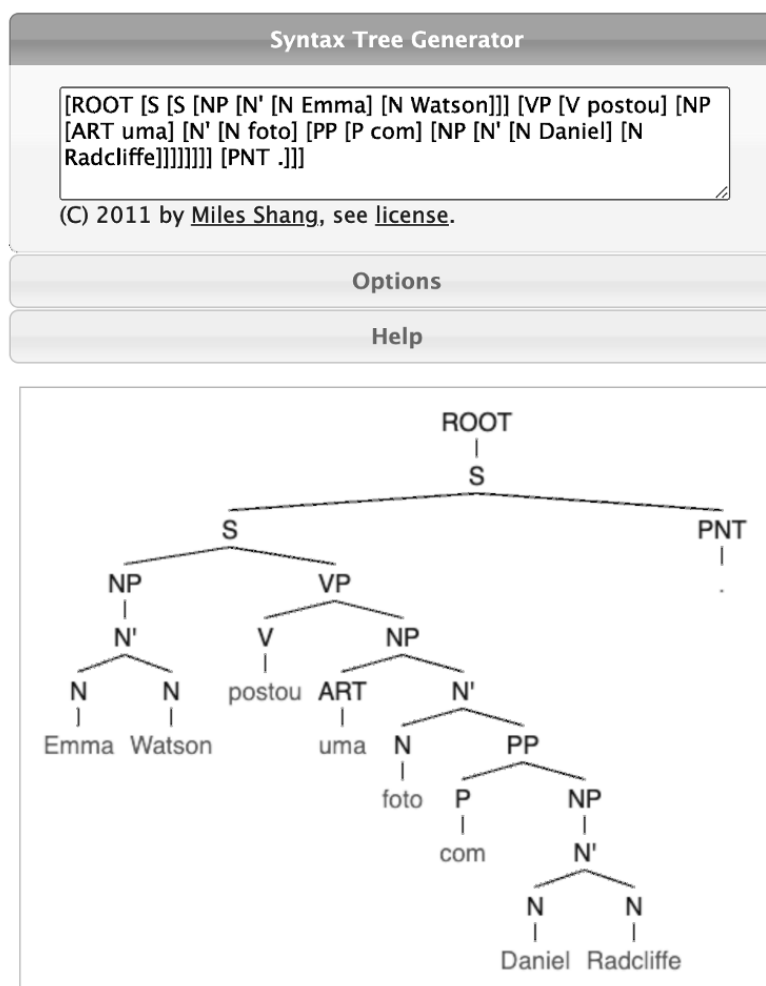 Syntax Tree Generator
[ROOT [S [S [NP [N' [N Emma] [N Watson]]] [VP [V postou] [NP
[ART uma] [N' [N foto] [PP [P com] [NP [N' [N Daniel] [N
Radcliffe]]]]]]]] [PNT .]]]
(C) 2011 by Miles Shang, see license.
Options
Help
ROOT
S
S PNT
NP VP .
N' V NP
N N postou ART N'
Emma Watson uma N PP
foto P NP
com N'
N N
Daniel Radcliffe